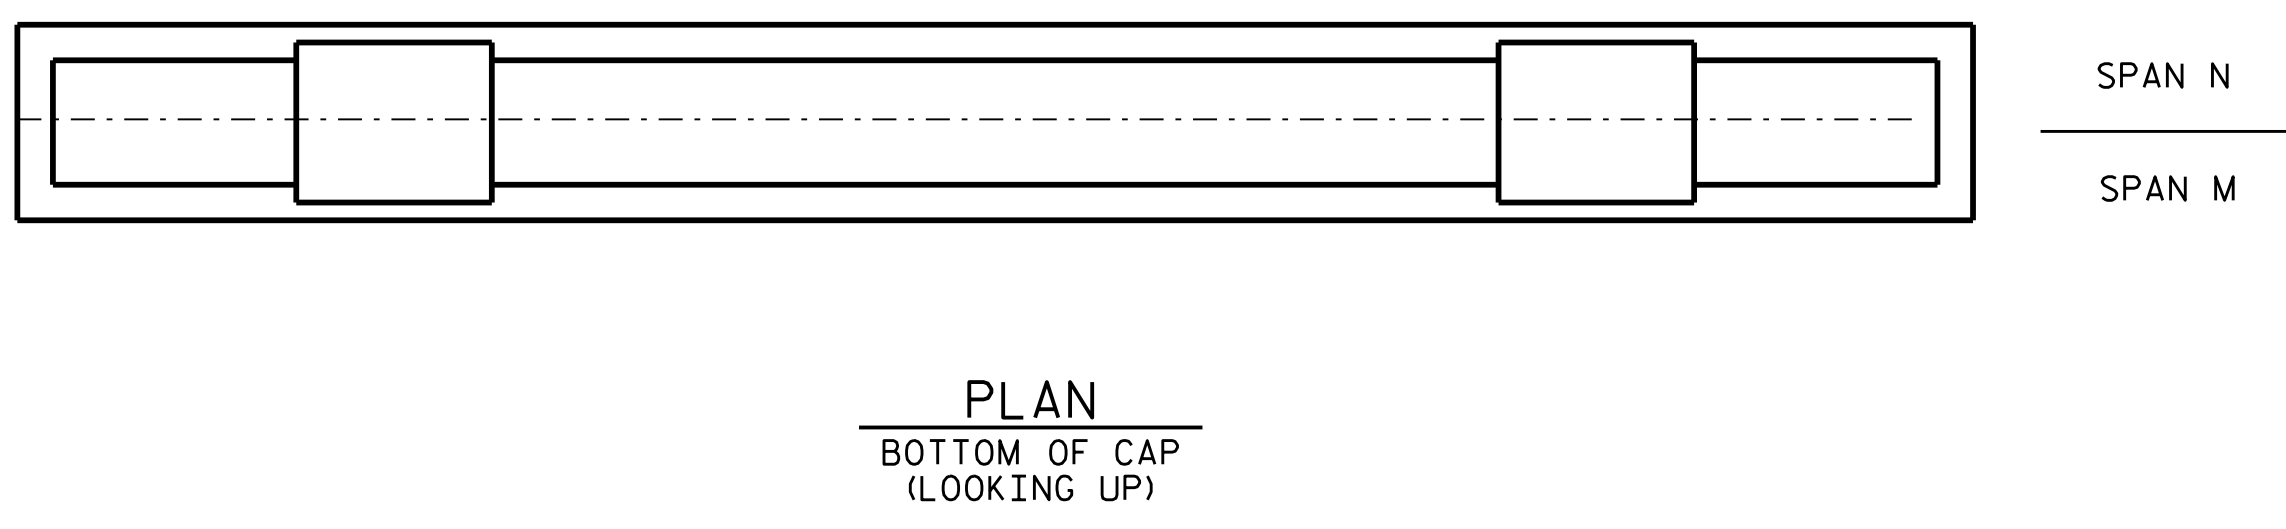 SPAN N
SPAN M
PLAN
BOTTOM OF CAP
(LOOKING UP)